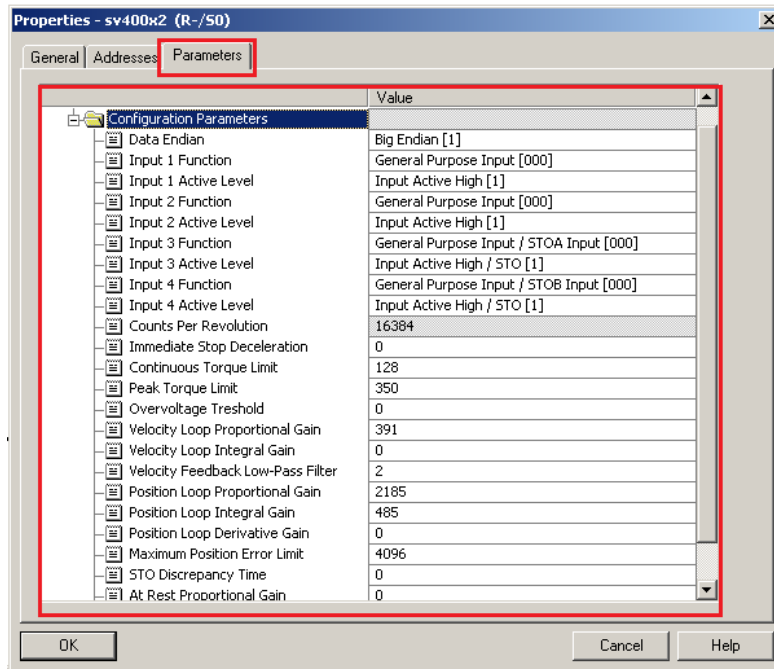 Properties - sv400x2 (R-/S0)
General Addresses Parameters
Value
Configuration Parameters
Data Endian Big Endian [1]
Input 1 Function General Purpose Input [000]
Input 1 Active Level Input Active High [1]
Input 2 Function General Purpose Input [000]
Input 2 Active Level Input Active High [1]
Input 3 Function General Purpose Input / STOA Input [000]
Input 3 Active Level Input Active High / STO [1]
Input 4 Function General Purpose Input / STOB Input [000]
Input 4 Active Level Input Active High / STO [1]
Counts Per Revolution 16384
Immediate Stop Deceleration 0
Continuous Torque Limit 128
Peak Torque Limit 350
Overvoltage Treshold 0
Velocity Loop Proportional Gain 391
Velocity Loop Integral Gain 0
Velocity Feedback Low-Pass Filter 2
Position Loop Proportional Gain 2185
Position Loop Integral Gain 485
Position Loop Derivative Gain 0
Maximum Position Error Limit 4096
STO Discrepancy Time 0
At Rest Proportional Gain 0
OK Cancel Help